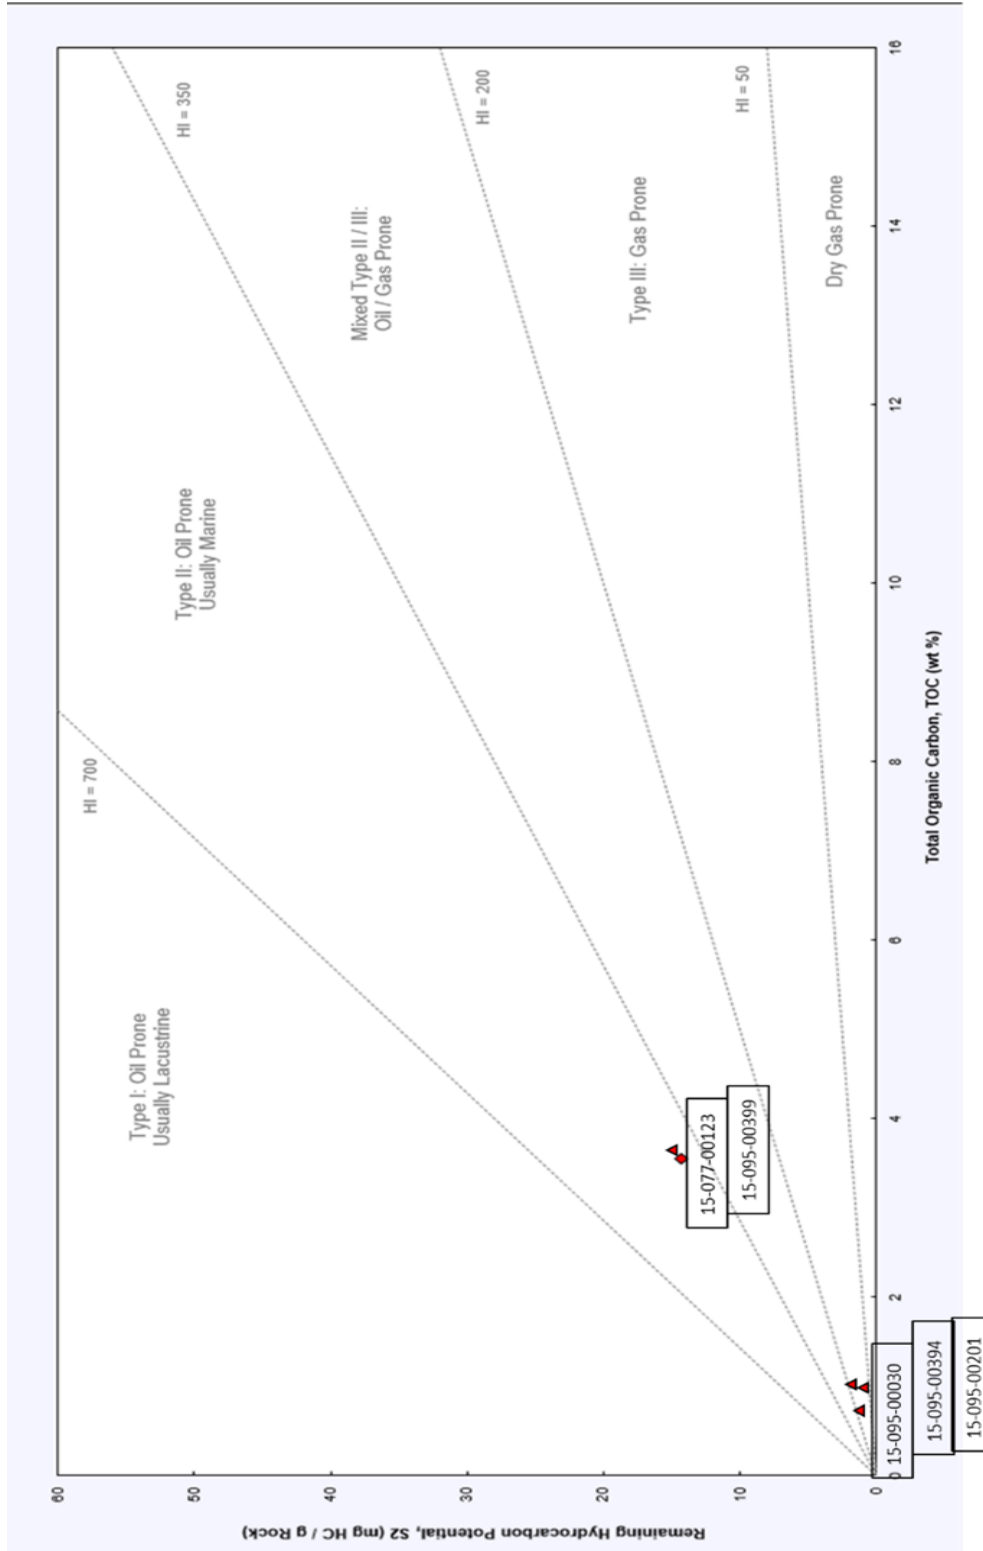 60
50
40
30
20
10
0
Remaining Hydrocarbon Potential, S2 (mg HC / g Rock)
Type I: Oil Prone
Usually Lacustrine
HI = 700
Type II: Oil Prone
Usually Marine
HI = 350
Mixed Type II / III:
Oil / Gas Prone
HI = 200
Type III: Gas Prone
HI = 50
Dry Gas Prone
15-077-00123
15-095-00399
15-095-00030
15-095-00394
15-095-00201
0
2
4
6
8
10
12
14
16
Total Organic Carbon, TOC (wt %)